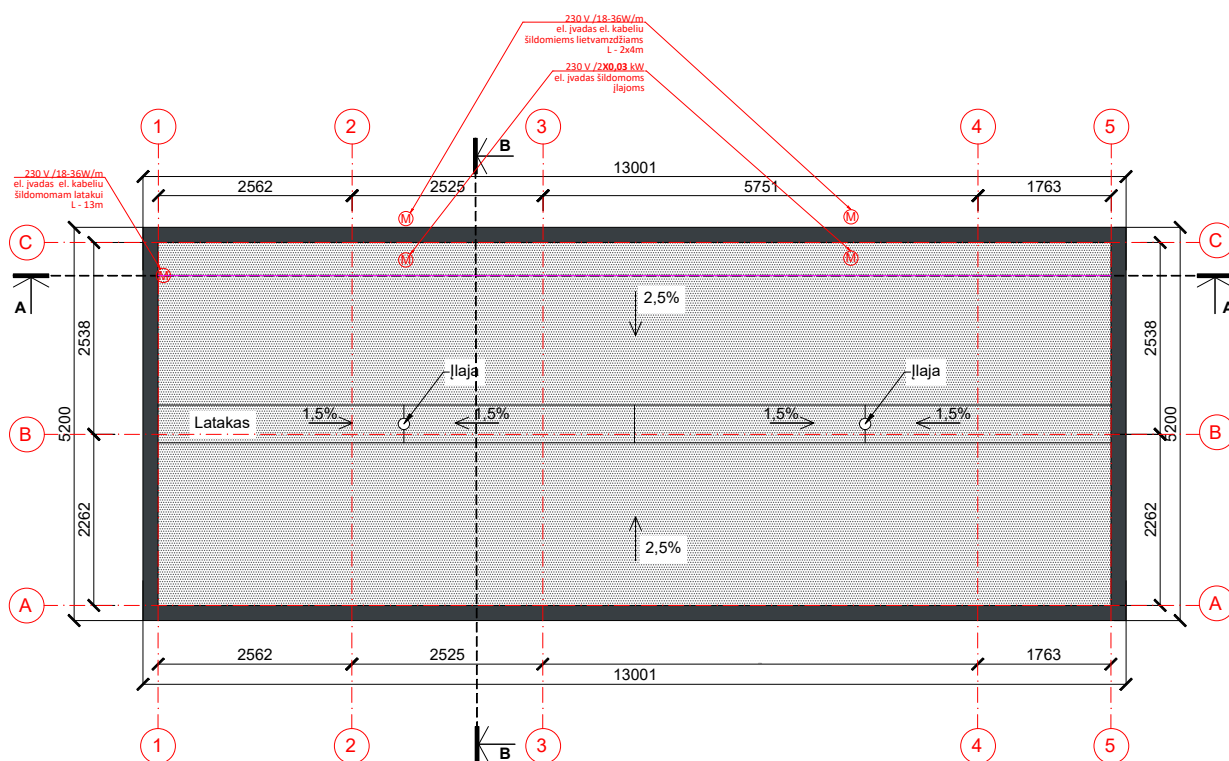 230 V /18-36W/m
el. įvadas el. kabeliu
šildomiems lietvamzdžiams
L - 2x4m
230 V /2X0,03 kW
el. įvadas šildomoms
įlajoms
1
2
3
4
5
B
13001
230 V /18-36W/m
el. įvadas el. kabeliu
šildomomam latakui
L - 13m
2562
2525
5751
1763
M
M
C
C
M
M
M
A
A
2,5%
2538
2538
Įlaja
Įlaja
Latakas
1,5%
1,5%
1,5%
1,5%
B
B
5200
5200
2262
2262
2,5%
A
A
2562
2525
1763
13001
1
2
B
3
4
5